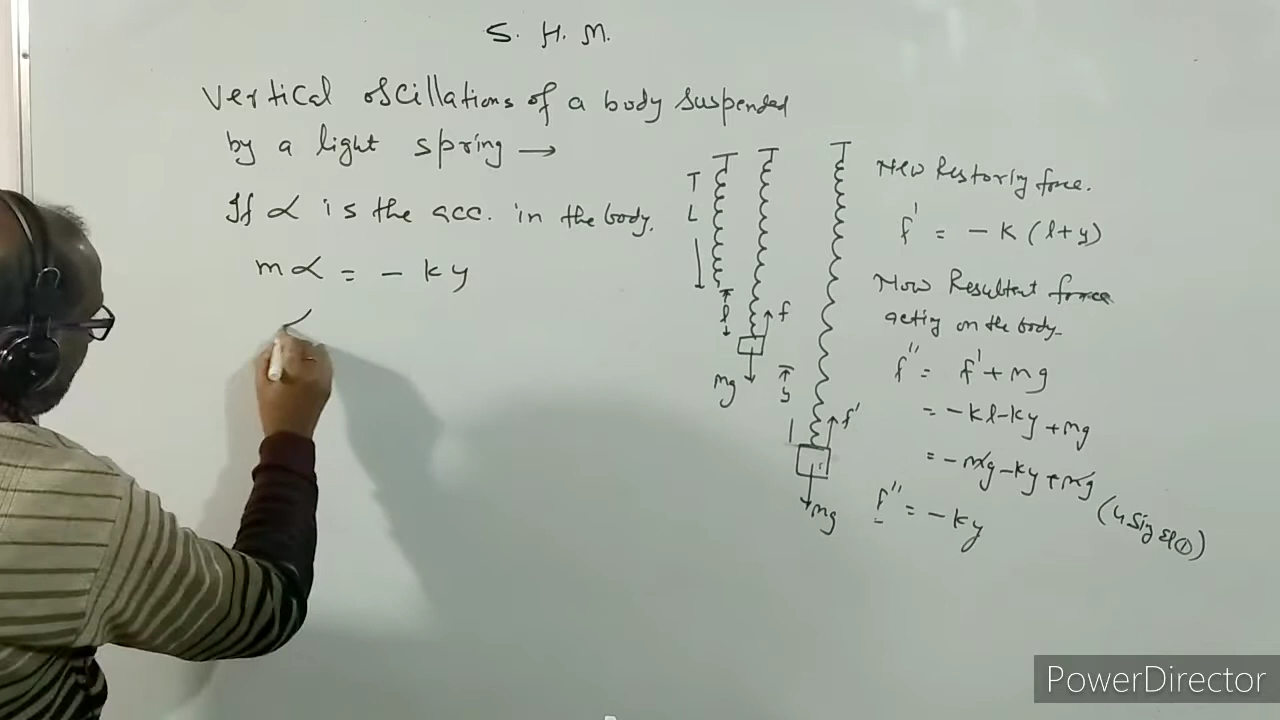 S. H. M.
Vertical oscillations of a body suspended
by a light spring →
If α is the acc. in the body.
mα = - ky
T
L
l
f
mg
y
f'
mg
New Restoring force.
f' = - K (l+y)
Now Resultant force
acting on the body-
f'' = f' + mg
= -Kl-Ky+mg
= -mg-Ky+mg (using eq ①)
f'' = -Ky
PowerDirector